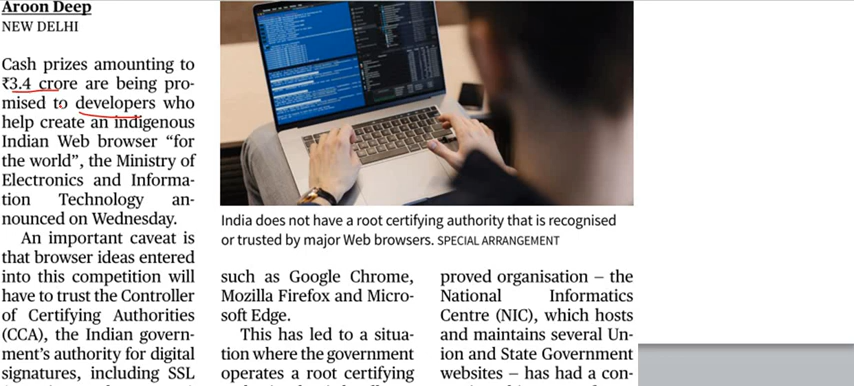 Aroon Deep
NEW DELHI
Cash prizes amounting to
₹3.4 crore are being pro-
mised to developers who
help create an indigenous
Indian Web browser “for
the world”, the Ministry of
Electronics and Informa-
tion Technology an-
nounced on Wednesday.
An important caveat is
that browser ideas entered
into this competition will
have to trust the Controller
of Certifying Authorities
(CCA), the Indian govern-
ment’s authority for digital
signatures, including SSL
India does not have a root certifying authority that is recognised
or trusted by major Web browsers. SPECIAL ARRANGEMENT
such as Google Chrome,
Mozilla Firefox and Micro-
soft Edge.
This has led to a situa-
tion where the government
operates a root certifying
proved organisation – the
National Informatics
Centre (NIC), which hosts
and maintains several Un-
ion and State Government
websites – has had a con-